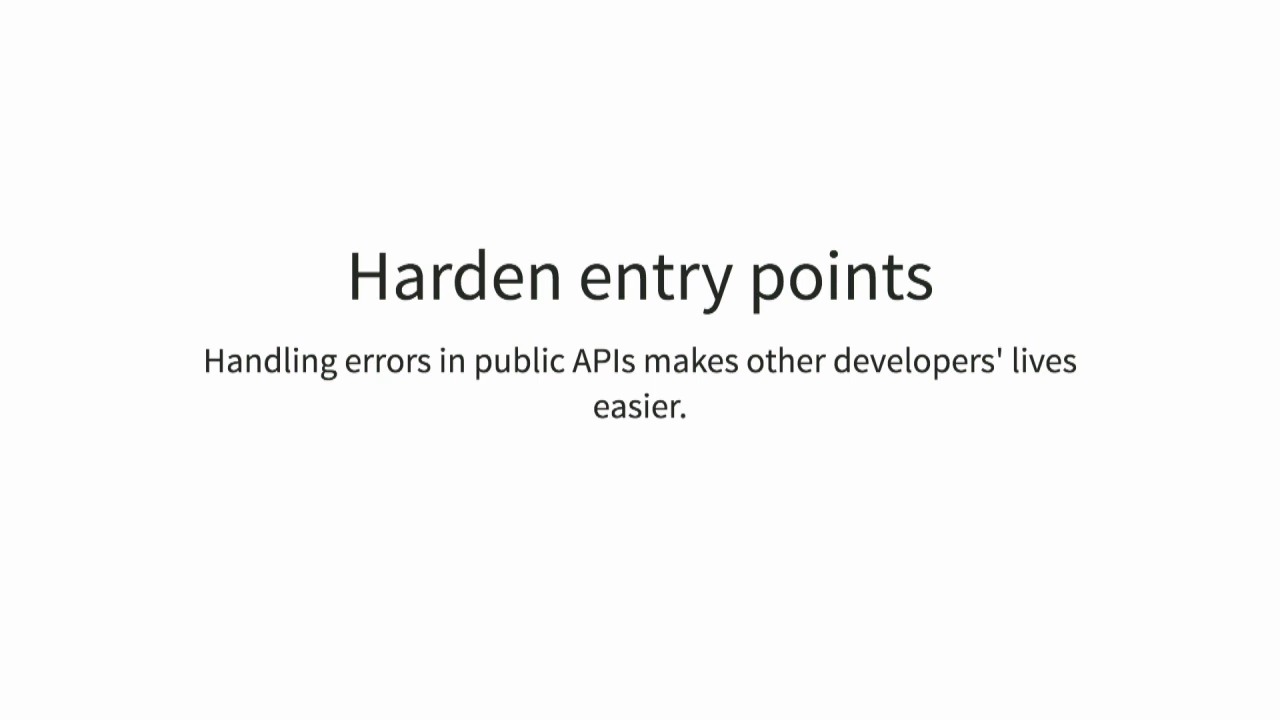 Harden entry points
Handling errors in public APIs makes other developers' lives
easier.